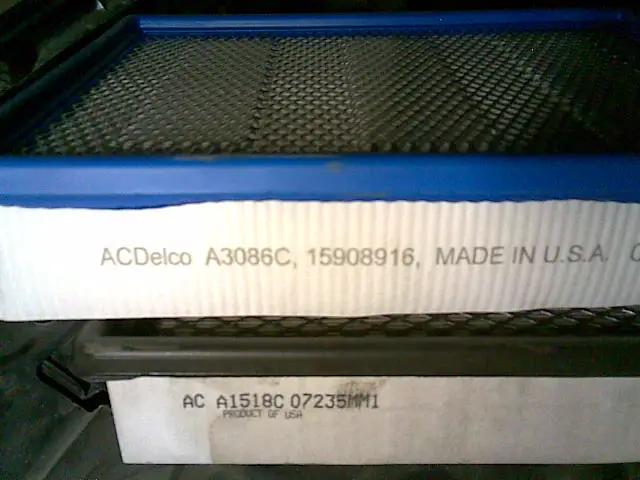 ACDelco A3086C, 15908916, MADE IN U.S.A.
AC A1518C 07235MM1
PRODUCT OF USA